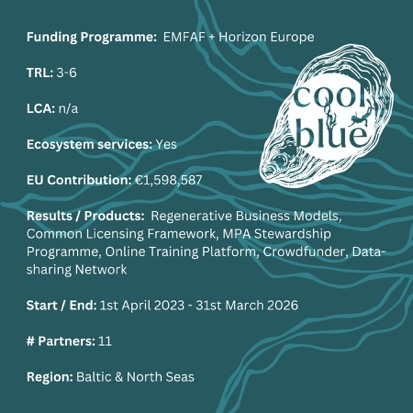 Funding Programme: EMFAF + Horizon Europe
TRL: 3-6
cool
blue
LCA: n/a
Ecosystem services: Yes
EU Contribution: €1,598,587
Results / Products: Regenerative Business Models,
Common Licensing Framework, MPA Stewardship
Programme, Online Training Platform, Crowdfunder, Data-
sharing Network
Start / End: 1st April 2023 - 31st March 2026
# Partners: 11
Region: Baltic & North Seas